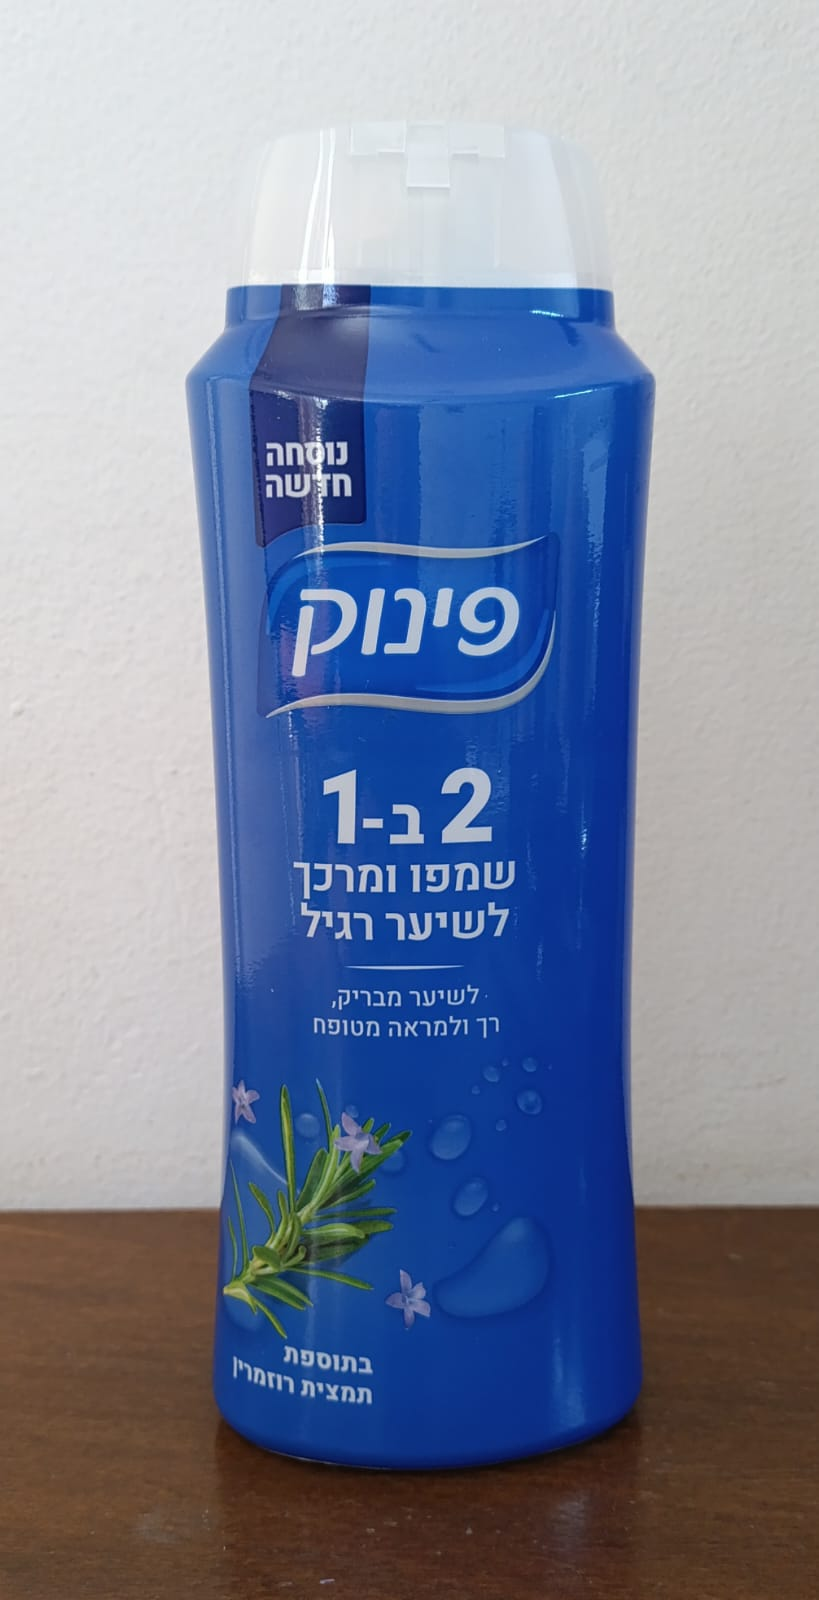 נוסחה
חדשה
פינוק
2 ב-1
שמפו ומרכך
לשיער רגיל
לשיער מבריק,
רך ולמראה מטופח
בתוספת
תמצית רוזמרין